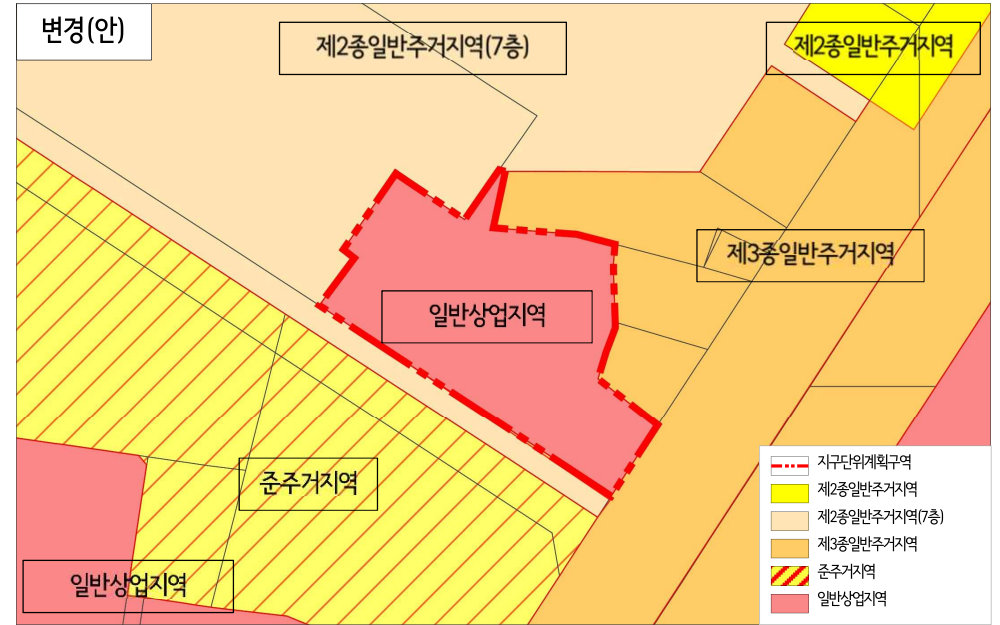 변경(안)
제2종일반주거지역(7층)
제2종일반주거지역
제3종일반주거지역
일반상업지역
준주거지역
일반상업지역
지구단위계획구역
제2종일반주거지역
제2종일반주거지역(7층)
제3종일반주거지역
준주거지역
일반상업지역